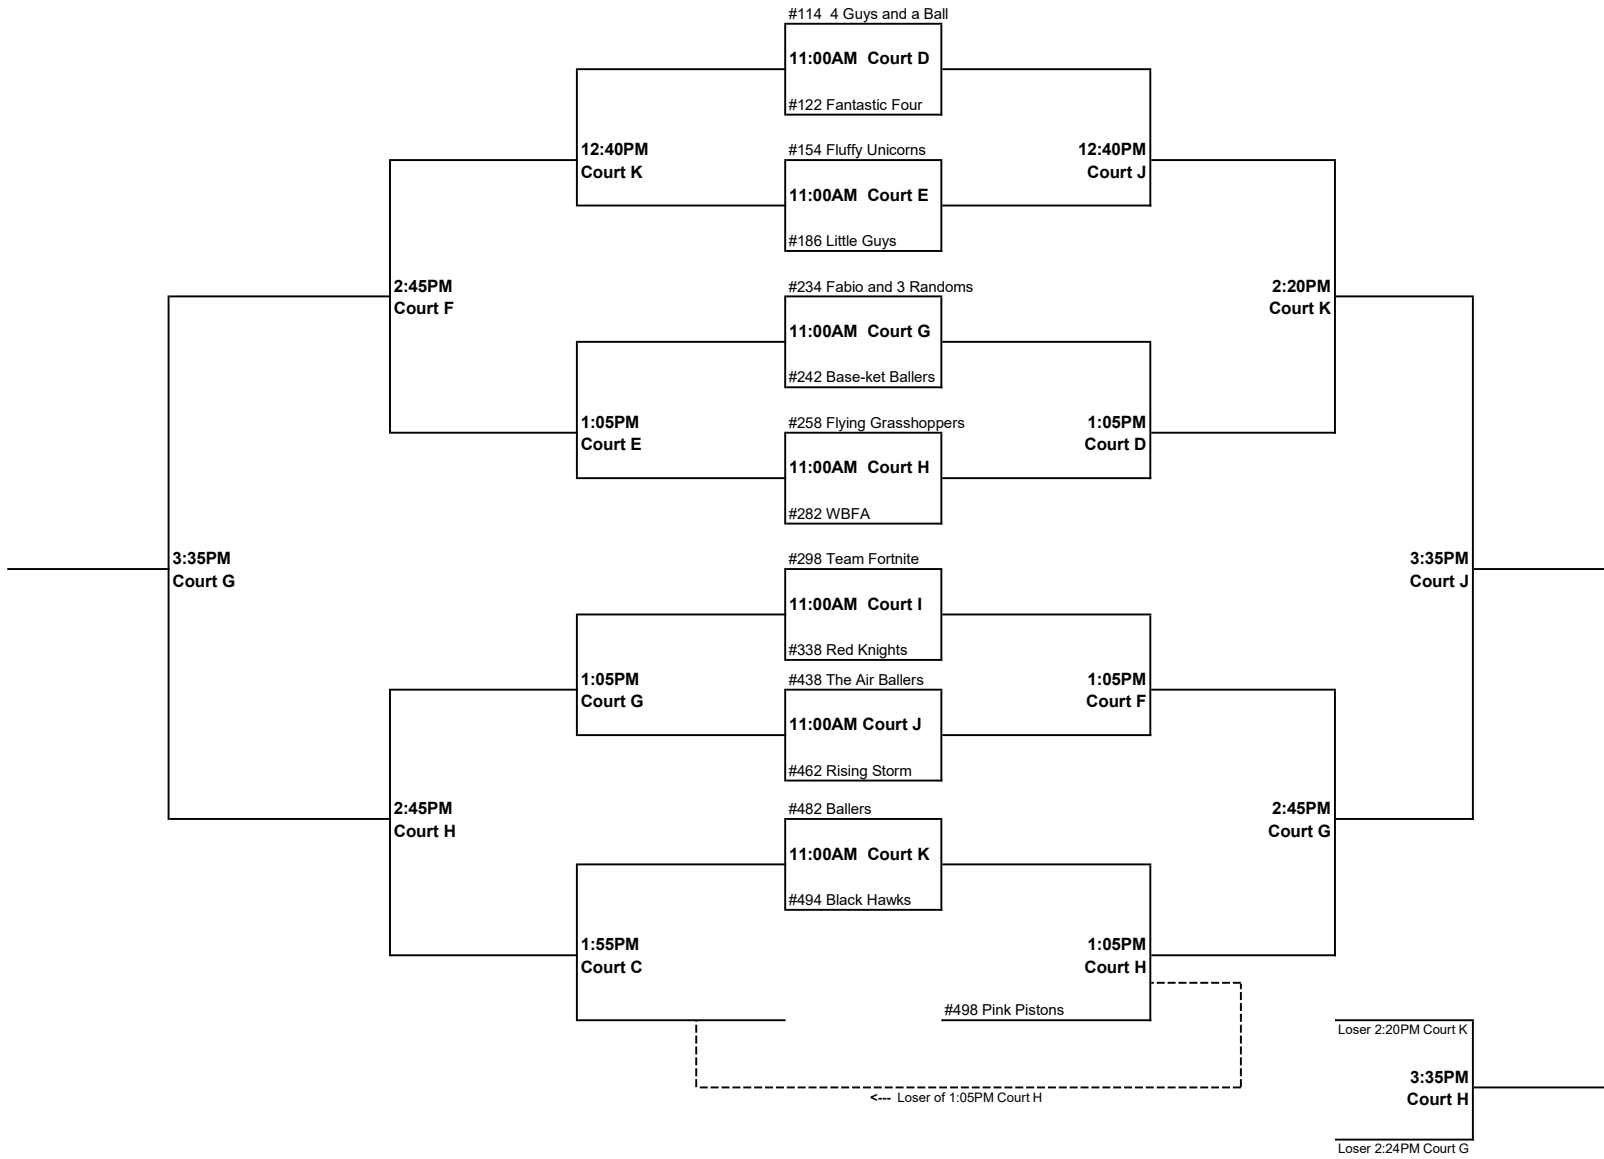 #114  4 Guys and a Ball
11:00AM  Court D
#122 Fantastic Four
12:40PM
Court K
#154 Fluffy Unicorns
12:40PM
Court J
11:00AM  Court E
#186 Little Guys
2:45PM
Court F
#234 Fabio and 3 Randoms
2:20PM
Court K
11:00AM  Court G
#242 Base-ket Ballers
1:05PM
Court E
#258 Flying Grasshoppers
1:05PM
Court D
11:00AM  Court H
#282 WBFA
3:35PM
Court G
#298 Team Fortnite
3:35PM
Court J
11:00AM  Court I
#338 Red Knights
1:05PM
Court G
#438 The Air Ballers
1:05PM
Court F
11:00AM Court J
#462 Rising Storm
2:45PM
Court H
#482 Ballers
2:45PM
Court G
11:00AM  Court K
#494 Black Hawks
1:55PM
Court C
1:05PM
Court H
#498 Pink Pistons
Loser 2:20PM Court K
3:35PM
Court H
<--- Loser of 1:05PM Court H
Loser 2:24PM Court G